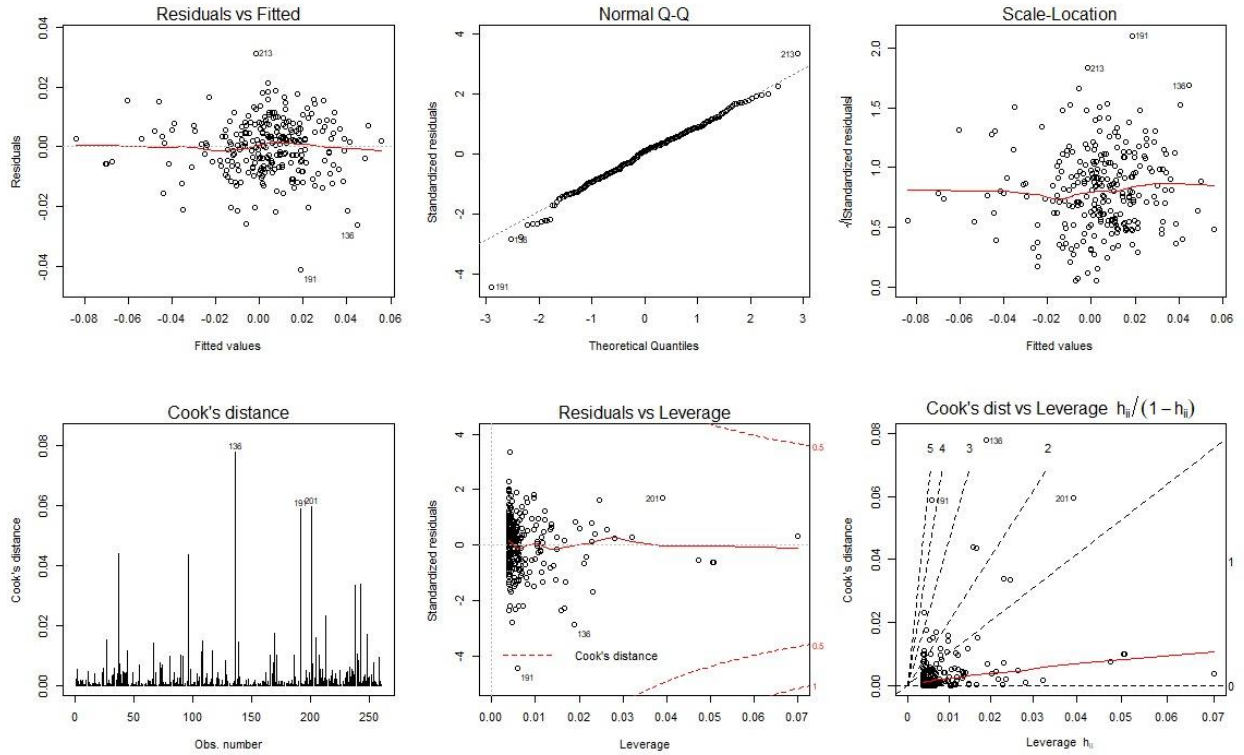 Residuals vs Fitted
0.04
0.02
0.00
-0.02
-0.04
Residuals
213
136
191
-0.08 -0.06 -0.04 -0.02 0.00 0.02 0.04 0.06
Fitted values
Normal Q-Q
4
2
0
-2
-4
Standardized residuals
213
136
191
-3 -2 -1 0 1 2 3
Theoretical Quantiles
Scale-Location
2.0
1.5
1.0
0.5
0.0
√|Standardized residuals|
191
213
136
-0.08 -0.04 0.00 0.02 0.04 0.06
Fitted values
Cook's distance
0.08
0.06
0.04
0.02
0.00
Cook's distance
136
191
201
0 50 100 150 200 250
Obs. number
Residuals vs Leverage
4
2
0
-2
-4
Standardized residuals
0.5
201
136
0.5
Cook's distance
191
1
0.00 0.01 0.02 0.03 0.04 0.05 0.06 0.07
Leverage
Cook's dist vs Leverage hii/(1−hii)
0.08
0.06
0.04
0.02
0.00
Cook's distance
136
5 4 3 2
191
201
1
0
0 0.01 0.02 0.03 0.04 0.05 0.06 0.07
Leverage hii